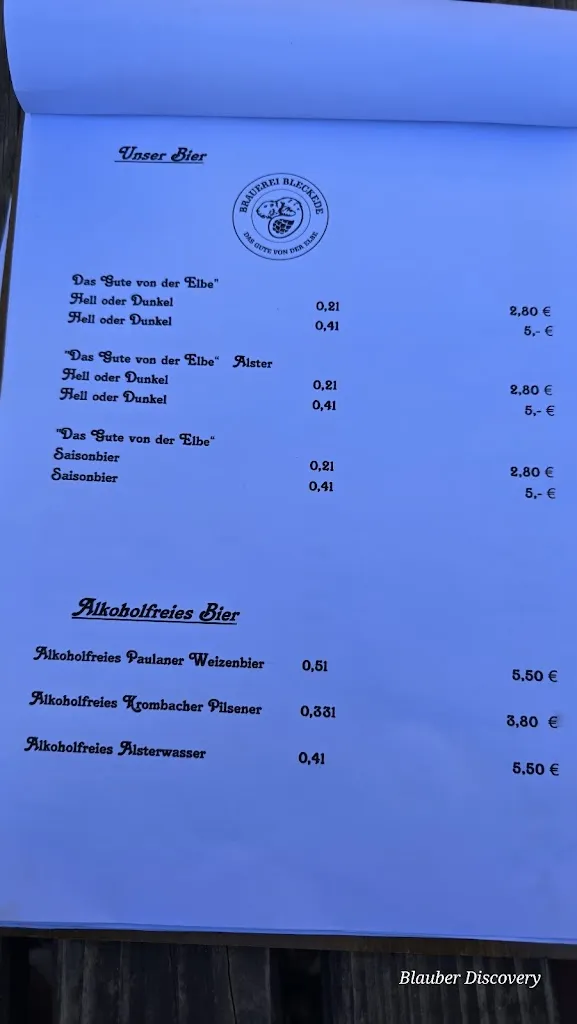 Unser Bier
BRAUEREI BLECKEDE
DAS GUTE VON DER ELBE
Das Gute von der Elbe"
Hell oder Dunkel 0,2l 2,80 €
Hell oder Dunkel 0,4l 5,- €
"Das Gute von der Elbe" Alster
Hell oder Dunkel 0,2l 2,80 €
Hell oder Dunkel 0,4l 5,- €
"Das Gute von der Elbe"
Saisonbier 0,2l 2,80 €
Saisonbier 0,4l 5,- €
Alkoholfreies Bier
Alkoholfreies Paulaner Weizenbier 0,5l 5,50 €
Alkoholfreies Krombacher Pilsener 0,33l 3,80 €
Alkoholfreies Alsterwasser 0,4l 5,50 €
Blauber Discovery